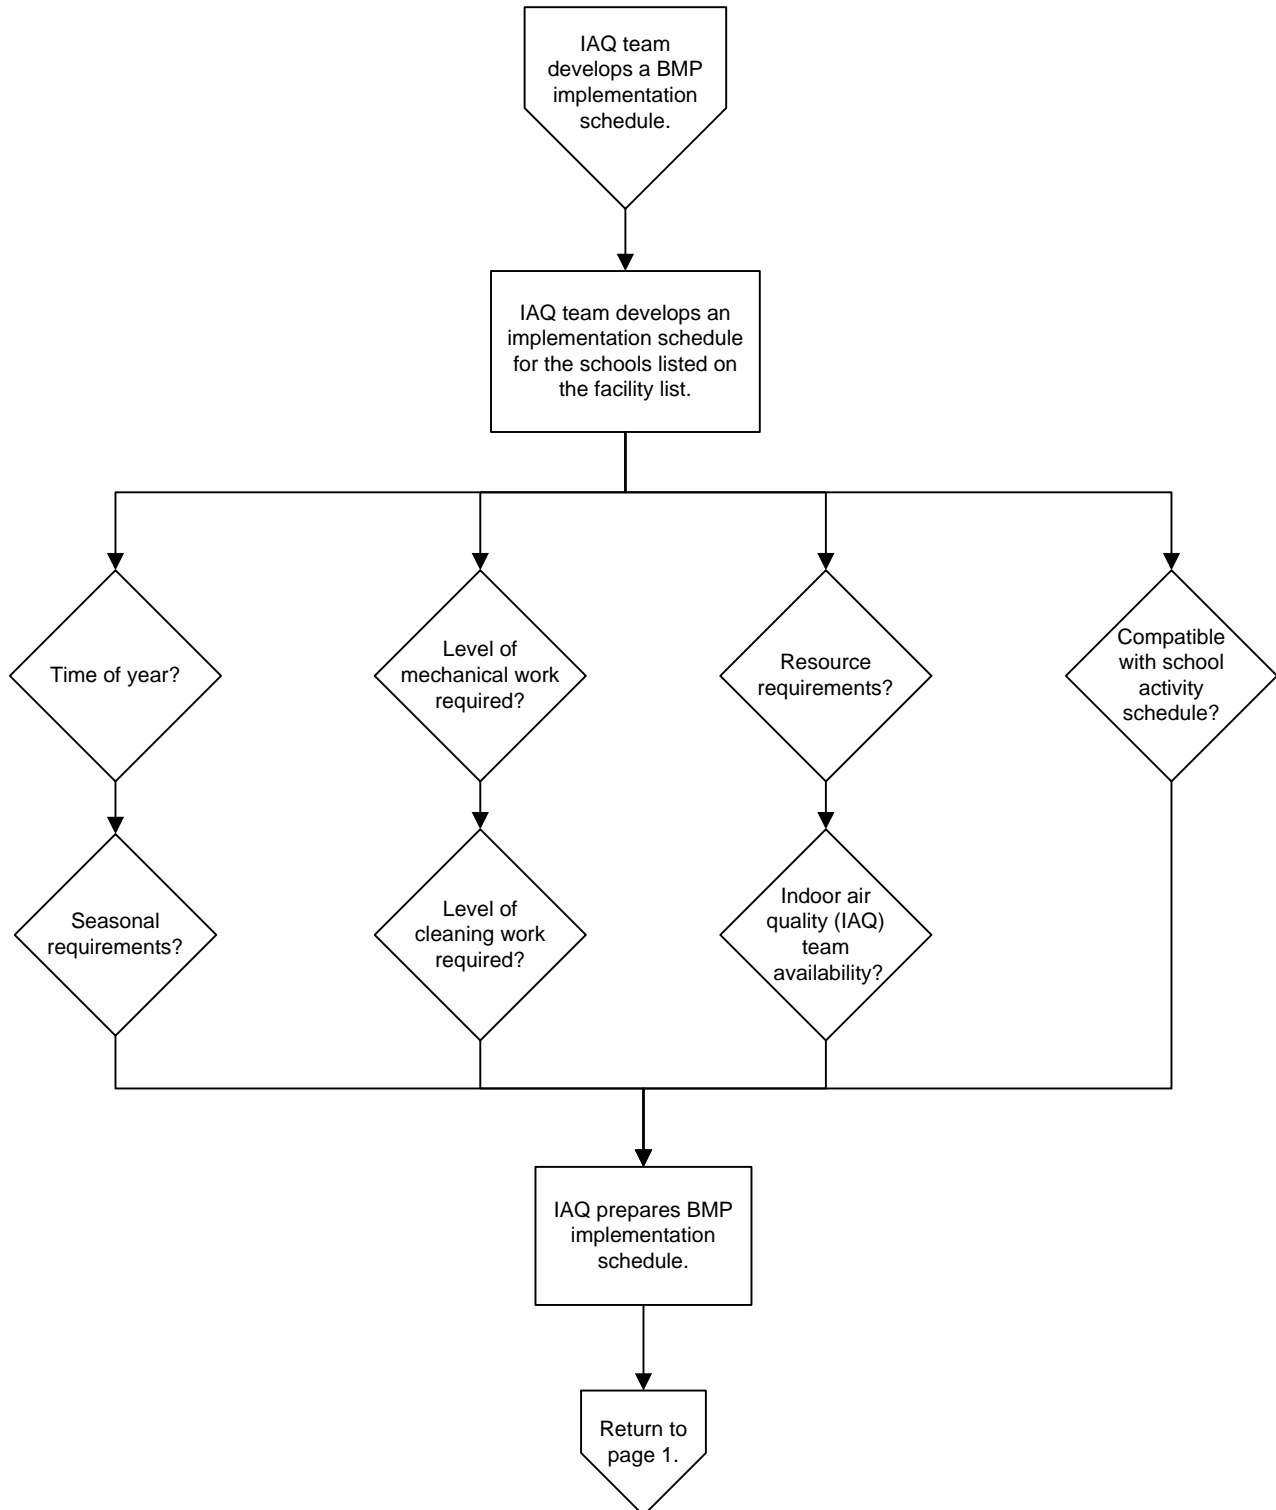 IAQ team
develops a BMP
implementation
schedule.
IAQ team develops an
implementation schedule
for the schools listed on
the facility list.
Time of year?
Level of
mechanical work
required?
Resource
requirements?
Compatible
with school
activity
schedule?
Seasonal
requirements?
Level of
cleaning work
required?
Indoor air
quality (IAQ)
team
availability?
IAQ prepares BMP
implementation
schedule.
Return to
page 1.